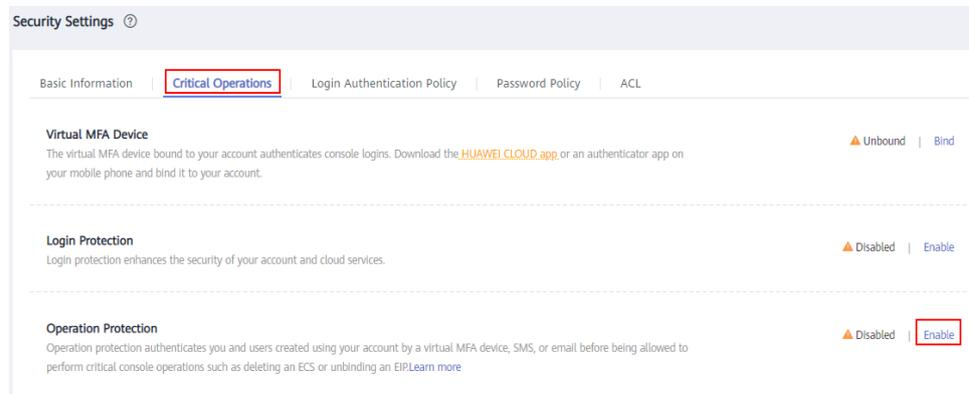 Security Settings ?
Basic Information | Critical Operations | Login Authentication Policy | Password Policy | ACL
Virtual MFA Device
Unbound | Bind
The virtual MFA device bound to your account authenticates console logins. Download the HUAWEI CLOUD app or an authenticator app on
your mobile phone and bind it to your account.
Login Protection
Disabled | Enable
Login protection enhances the security of your account and cloud services.
Operation Protection
Disabled | Enable
Operation protection authenticates you and users created using your account by a virtual MFA device, SMS, or email before being allowed to
perform critical console operations such as deleting an ECS or unbinding an EIP.Learn more